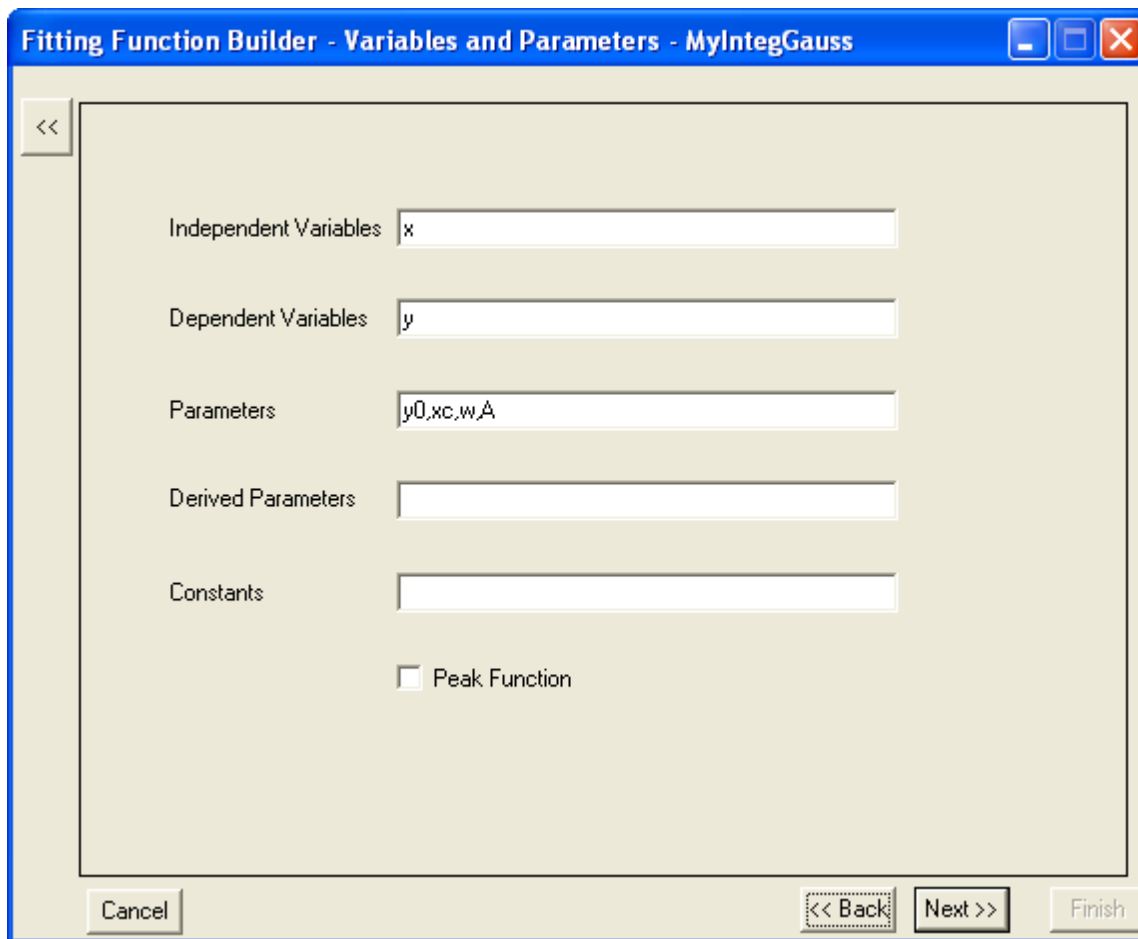 Fitting Function Builder - Variables and Parameters - MyIntegGauss
<<
Independent Variables x
Dependent Variables y
Parameters y0,xc,w,A
Derived Parameters
Constants
Peak Function
Cancel << Back Next >> Finish